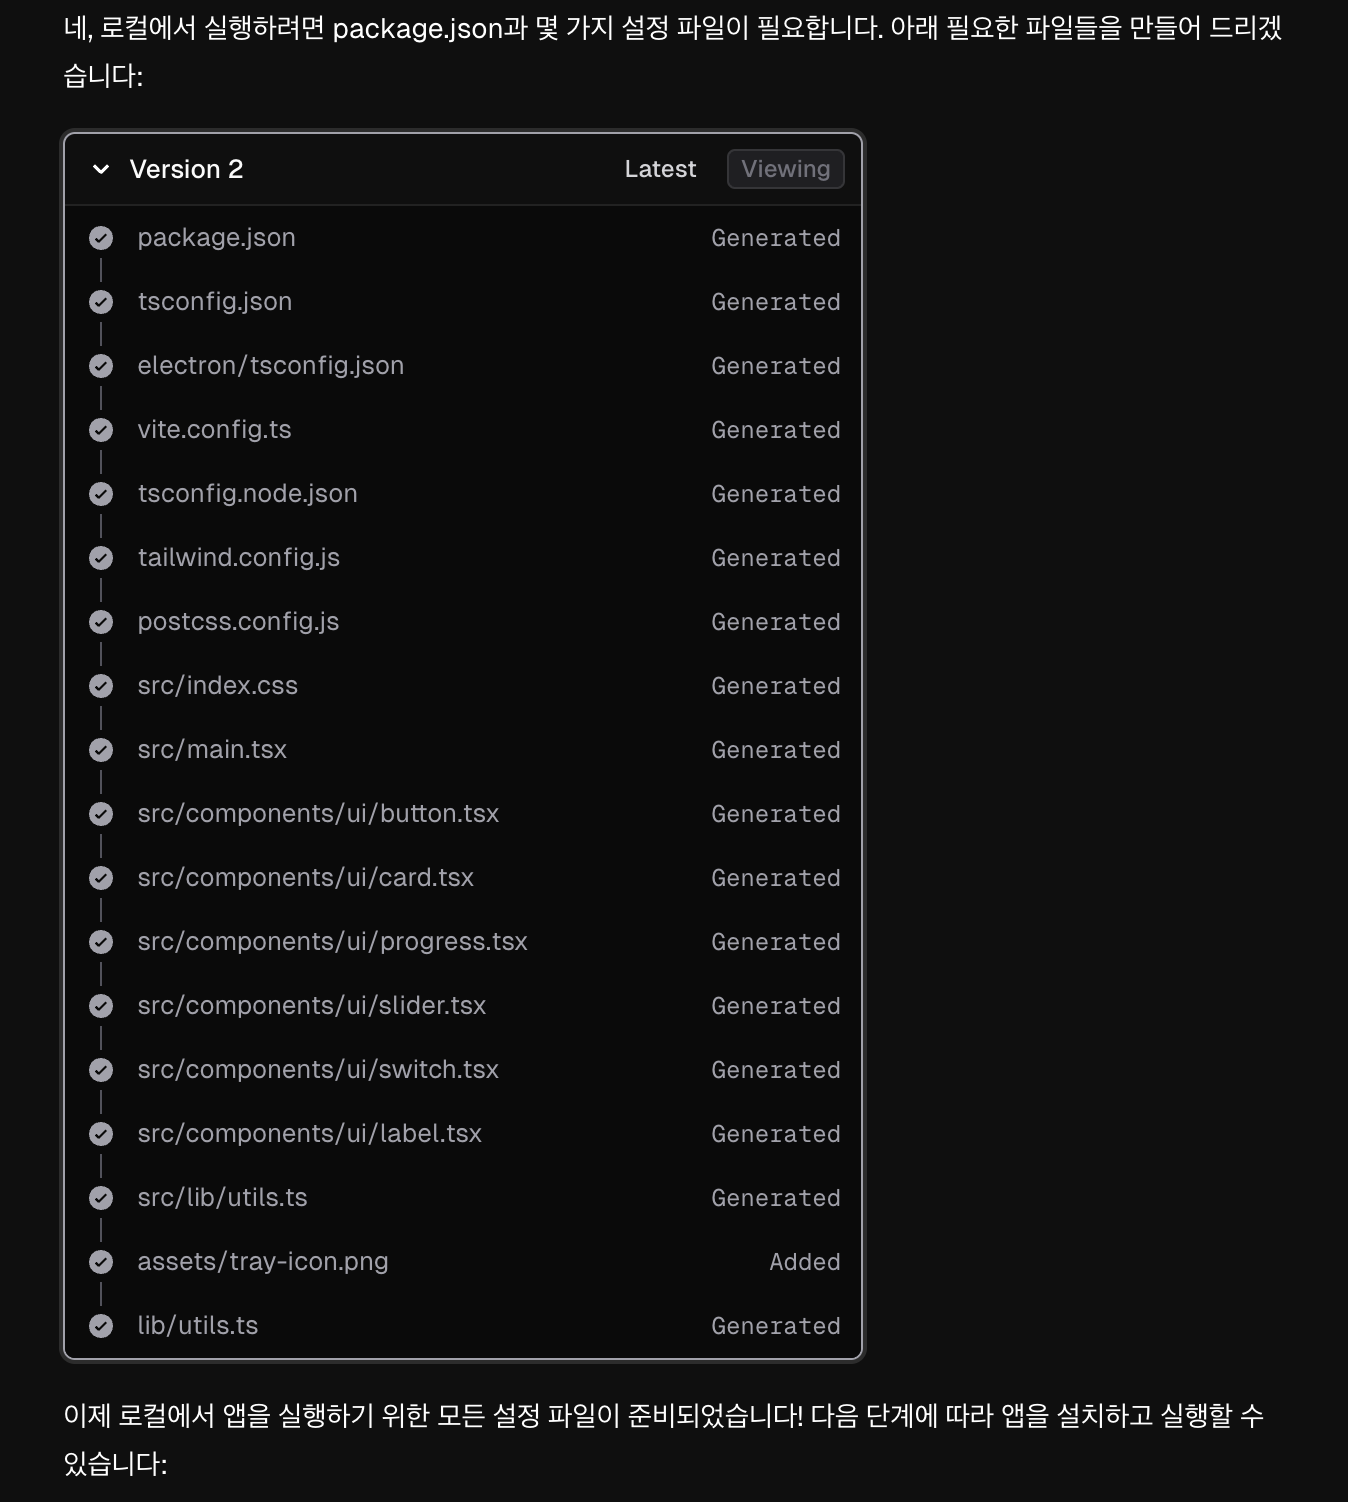 네, 로컬에서 실행하려면 package.json과 몇 가지 설정 파일이 필요합니다. 아래 필요한 파일들을 만들어 드리겠
습니다:
Version 2 Latest Viewing
package.json Generated
tsconfig.json Generated
electron/tsconfig.json Generated
vite.config.ts Generated
tsconfig.node.json Generated
tailwind.config.js Generated
postcss.config.js Generated
src/index.css Generated
src/main.tsx Generated
src/components/ui/button.tsx Generated
src/components/ui/card.tsx Generated
src/components/ui/progress.tsx Generated
src/components/ui/slider.tsx Generated
src/components/ui/switch.tsx Generated
src/components/ui/label.tsx Generated
src/lib/utils.ts Generated
assets/tray-icon.png Added
lib/utils.ts Generated
이제 로컬에서 앱을 실행하기 위한 모든 설정 파일이 준비되었습니다! 다음 단계에 따라 앱을 설치하고 실행할 수
있습니다: